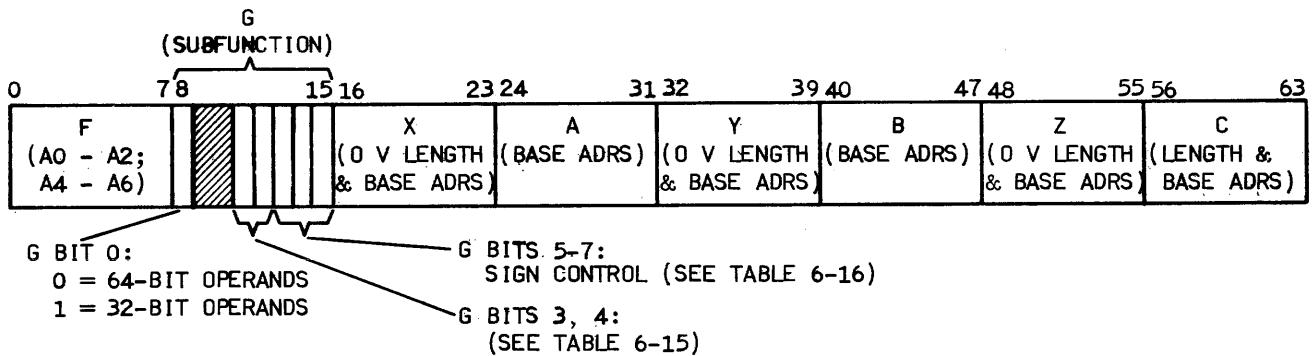 G
(SUBFUNCTION)
0 7 8 15 16 23 24 31 32 39 40 47 48 55 56 63
F
(A0 - A2;
A4 - A6)
X
(O V LENGTH
& BASE ADRS)
A
(BASE ADRS)
Y
(O V LENGTH
& BASE ADRS)
B
(BASE ADRS)
Z
(O V LENGTH
& BASE ADRS)
C
(LENGTH &
BASE ADRS)
G BIT 0:
0 = 64-BIT OPERANDS
1 = 32-BIT OPERANDS
G BITS 5-7:
SIGN CONTROL (SEE TABLE 6-16)
G BITS 3, 4:
(SEE TABLE 6-15)